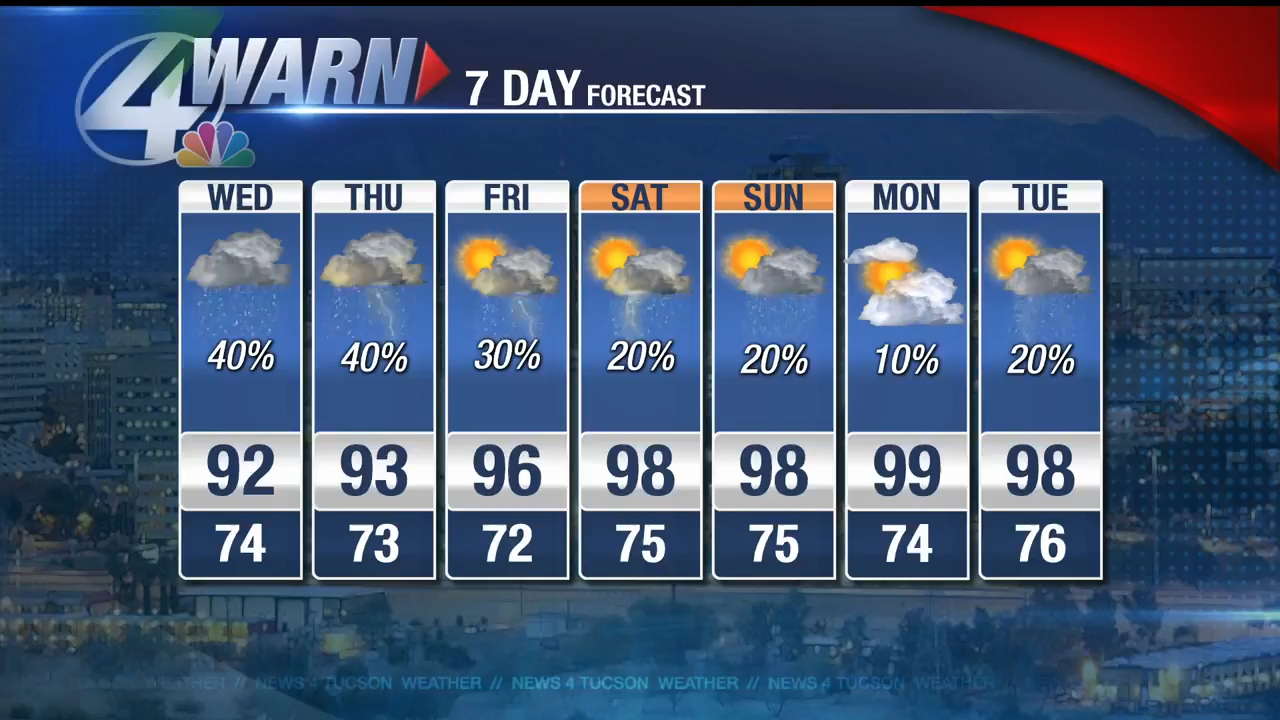 4WARN
7 DAY FORECAST
WED THU FRI SAT SUN MON TUE
40% 40% 30% 20% 20% 10% 20%
92 93 96 98 98 99 98
74 73 72 75 75 74 76
WEATHER // NEWS 4 TUCSON WEATHER // NEWS 4 TUCSON WEATHER // NEWS 4 TUCSON WEATHER //